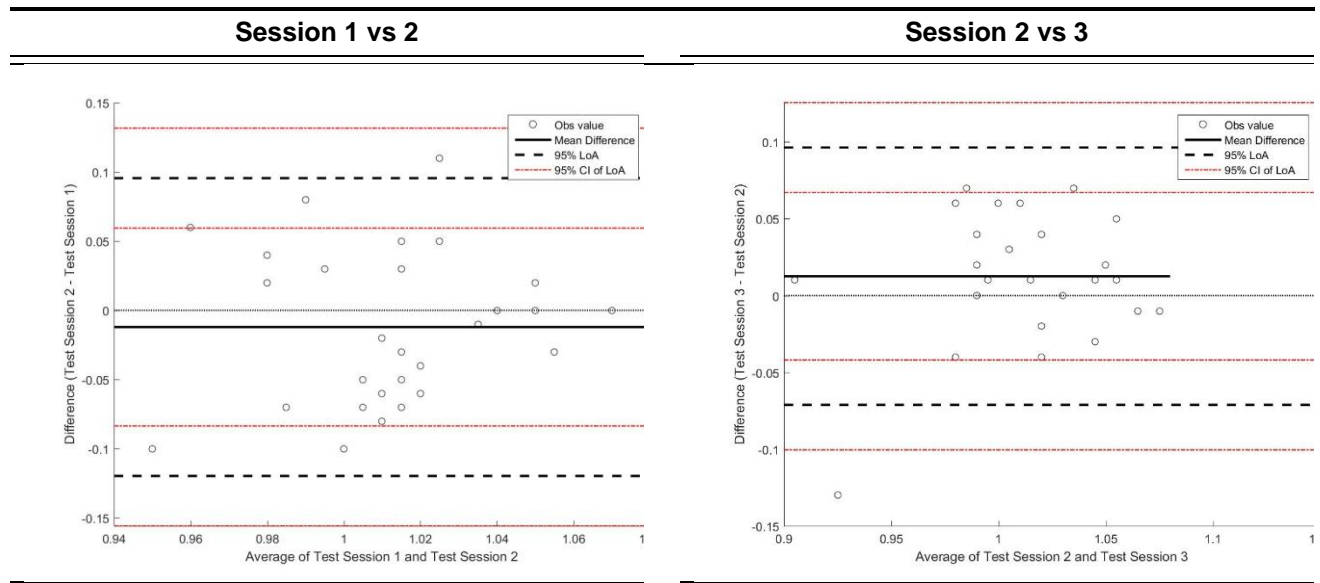 Session 1 vs 2
Session 2 vs 3
0.15
0.1
0.05
0
-0.05
-0.1
-0.15
Difference (Test Session 2 - Test Session 1)
Obs value
Mean Difference
95% LoA
95% CI of LoA
0.94 0.96 0.98 1 1.02 1.04 1.06 1
Average of Test Session 1 and Test Session 2
0.1
0.05
0
-0.05
-0.1
-0.15
Difference (Test Session 3 - Test Session 2)
Obs value
Mean Difference
95% LoA
95% CI of LoA
0.9 0.95 1 1.05 1.1 1
Average of Test Session 2 and Test Session 3